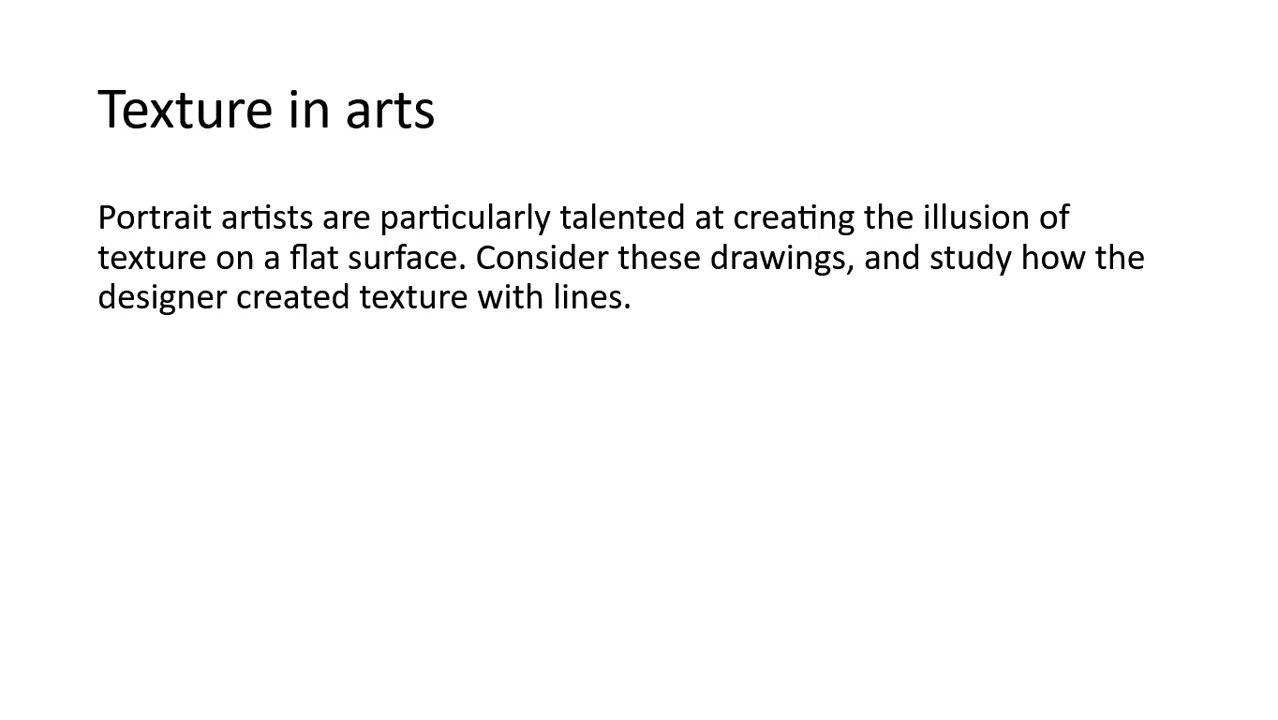 Texture in arts
Portrait artists are particularly talented at creating the illusion of
texture on a flat surface. Consider these drawings, and study how the
designer created texture with lines.